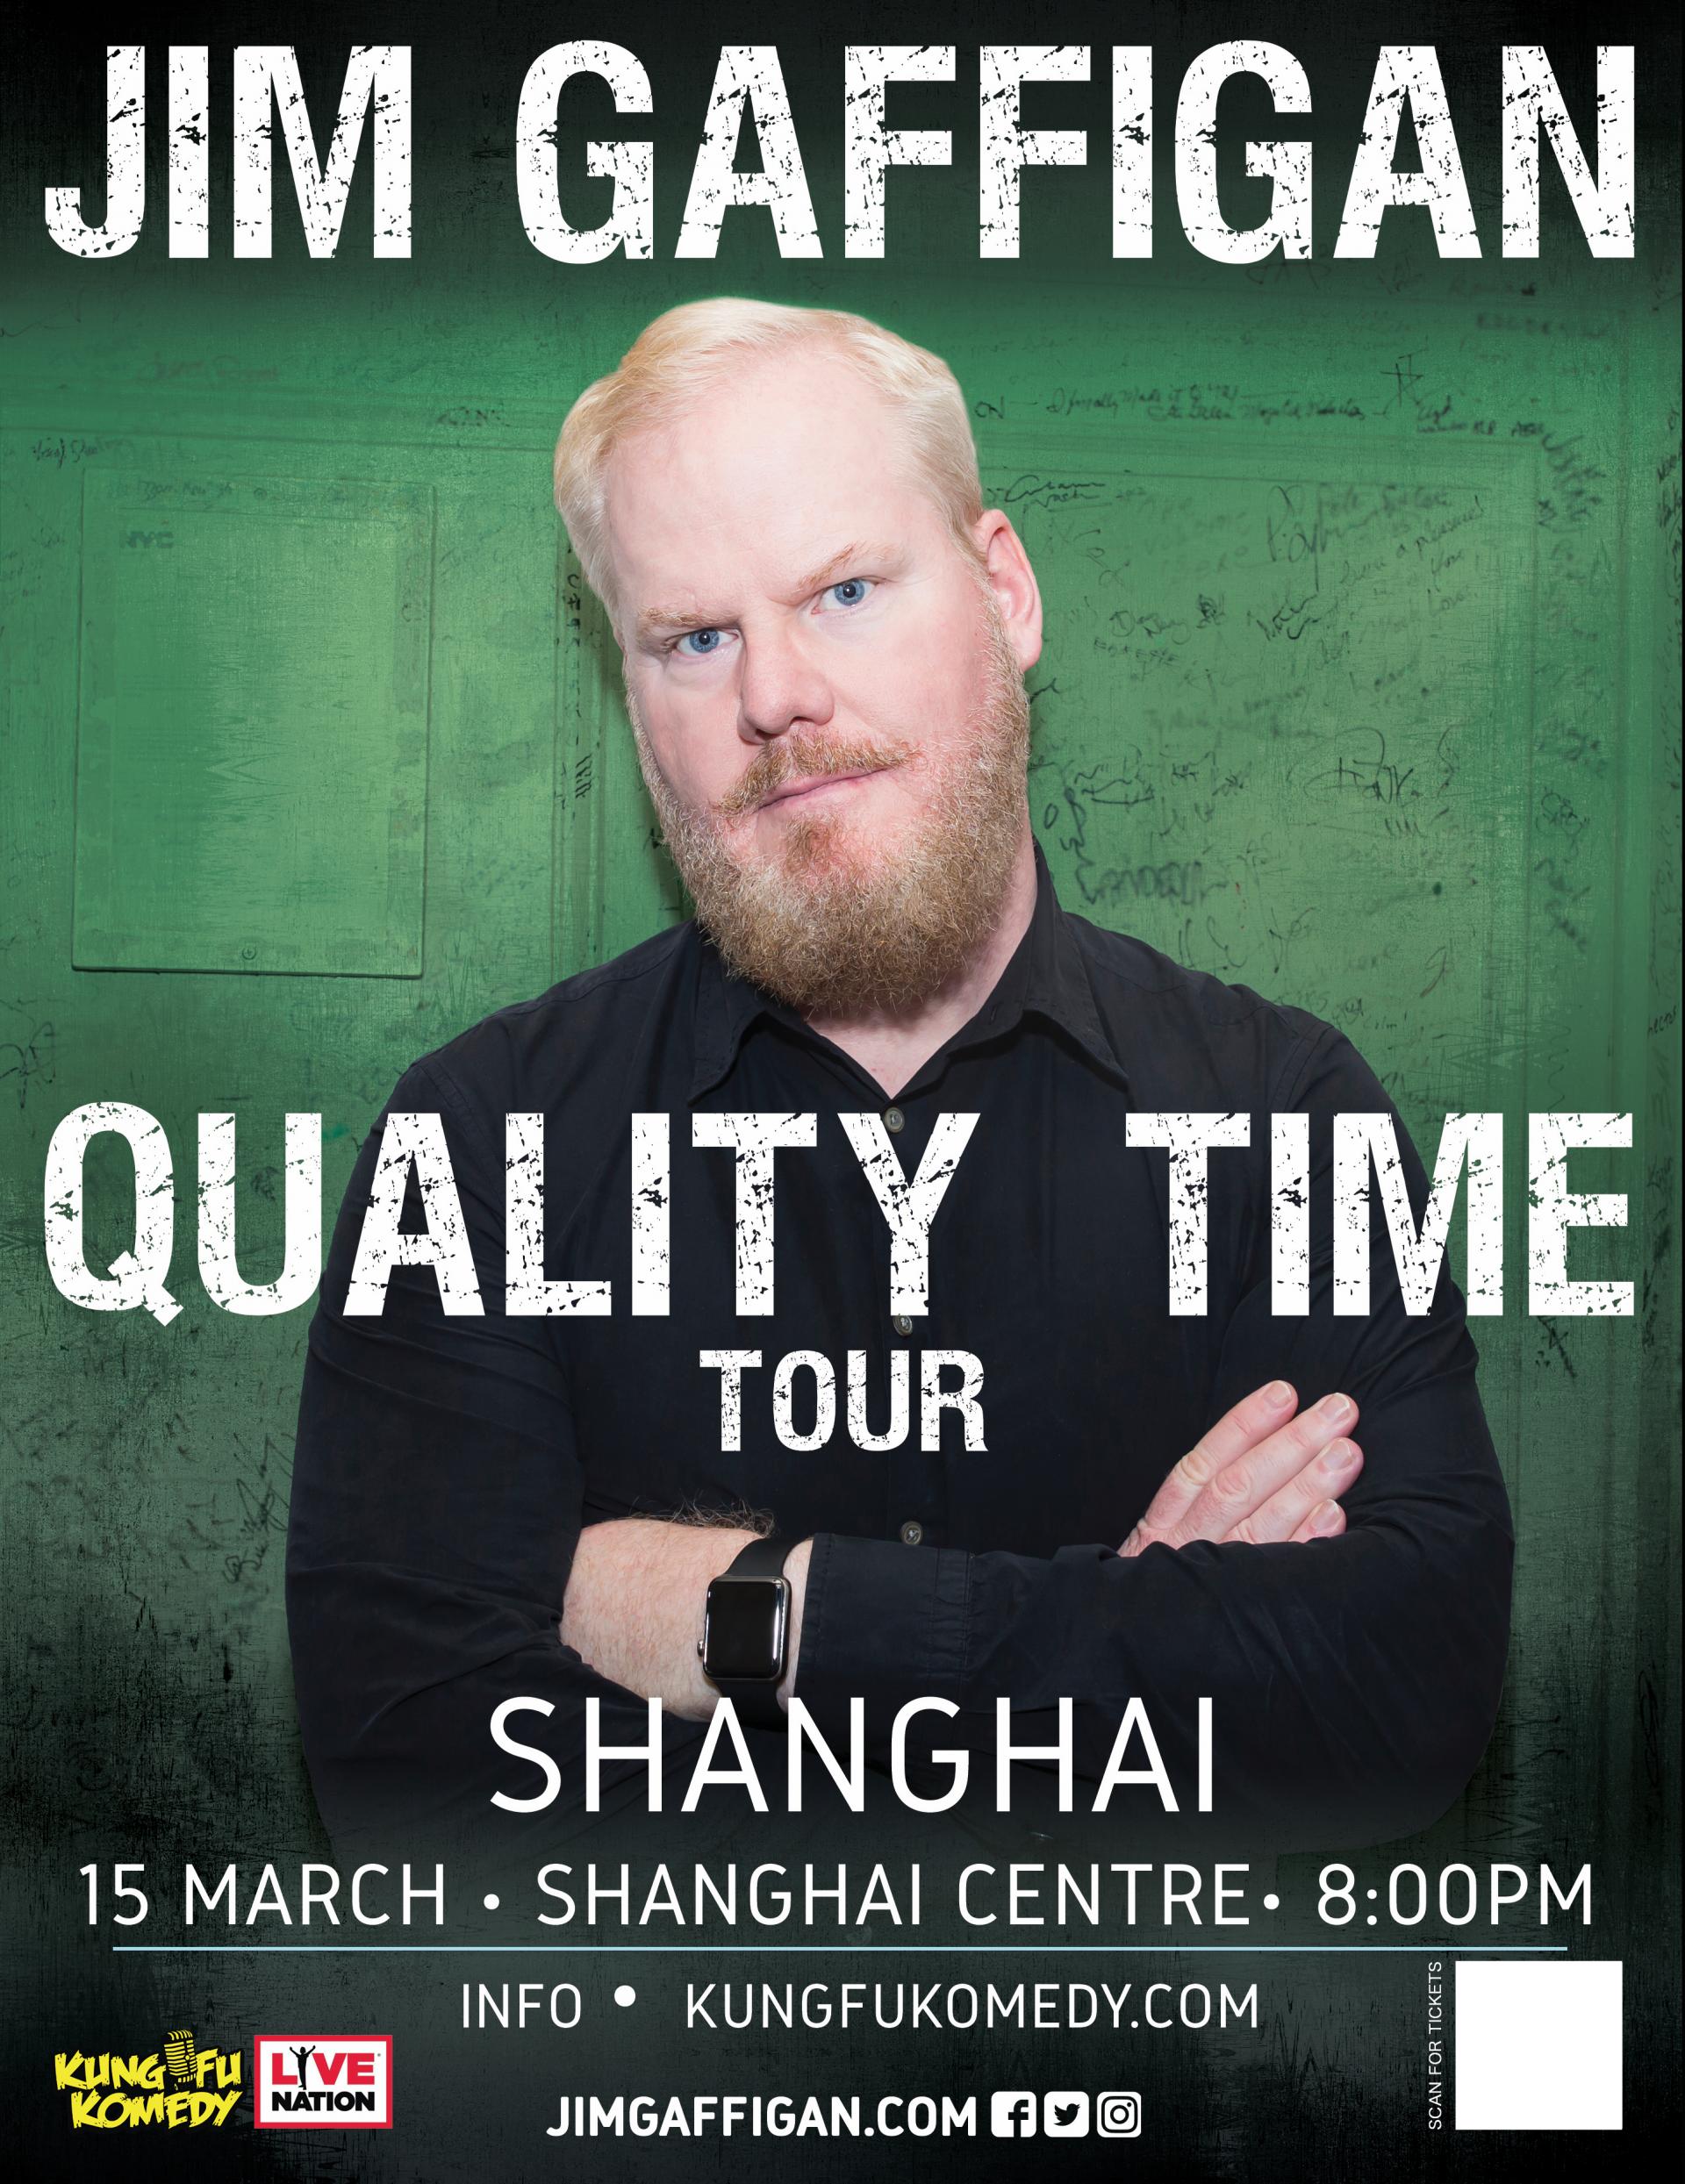 JIM GAFFIGAN
NYC
QUALITY TIME
TOUR
SHANGHAI
15 MARCH • SHANGHAI CENTRE • 8:00PM
INFO • KUNGFUKOMEDY.COM
SCAN FOR TICKETS
KUNG FU
KOMEDY
LIVE
NATION
JIMGAFFIGAN.COM